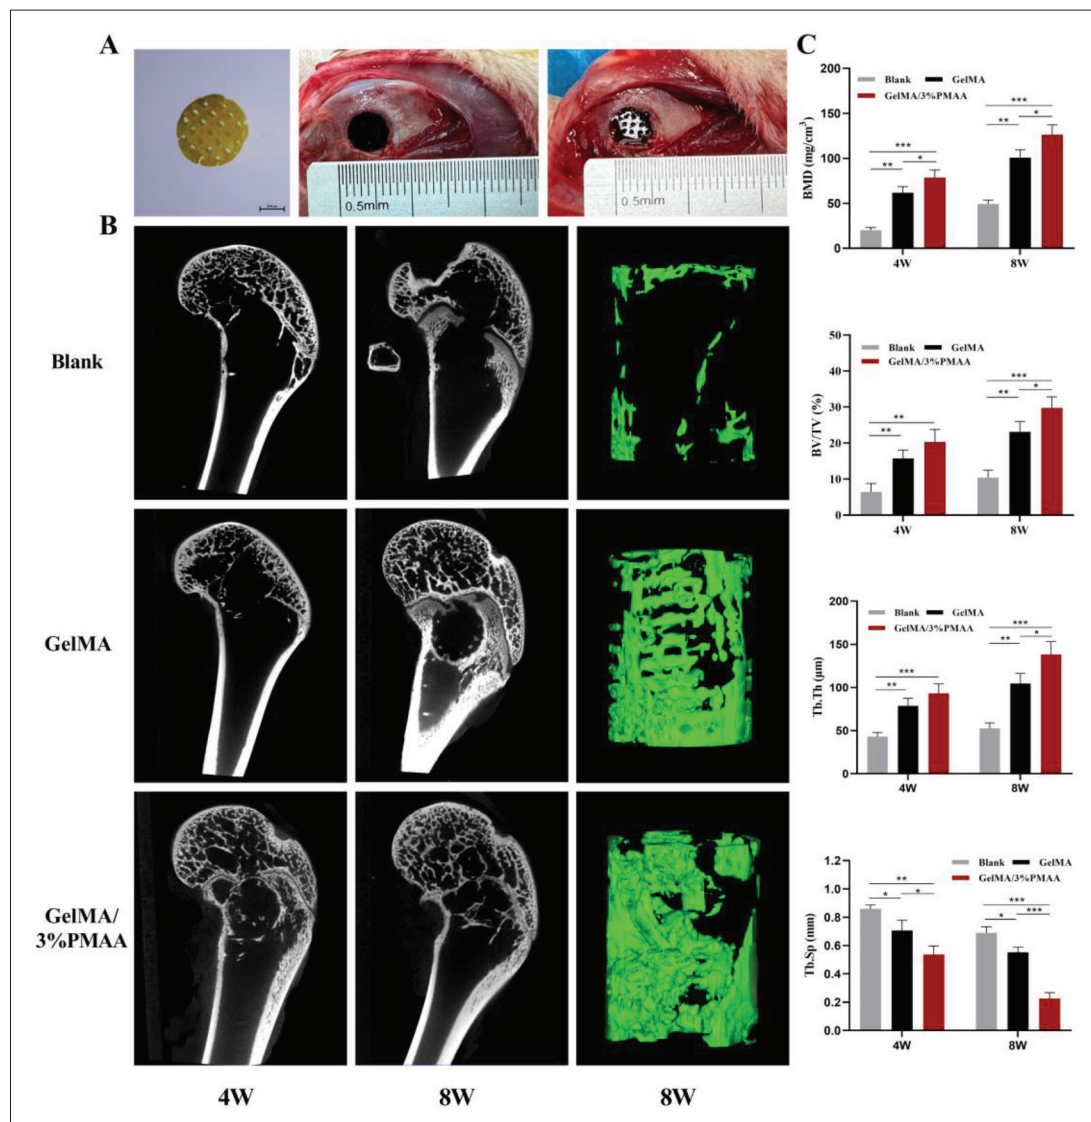 A
0.5mm
0.5mm
B
Blank
GelMA
GelMA/
3%PMAA
4W
8W
8W
C
Blank
GelMA
GelMA/3%PMAA
BMD (mg/cm³)
200
150
100
50
0
***
**
*
***
**
*
4W
8W
Blank
GelMA
GelMA/3%PMAA
BV/TV (%)
50
40
30
20
10
0
**
**
***
**
*
4W
8W
Blank
GelMA
GelMA/3%PMAA
Tb.Th (μm)
200
150
100
50
0
***
**
***
**
*
4W
8W
Blank
GelMA
GelMA/3%PMAA
Tb.Sp (mm)
1.2
1.0
0.8
0.6
0.4
0.2
0.0
**
*
*
***
*
***
4W
8W